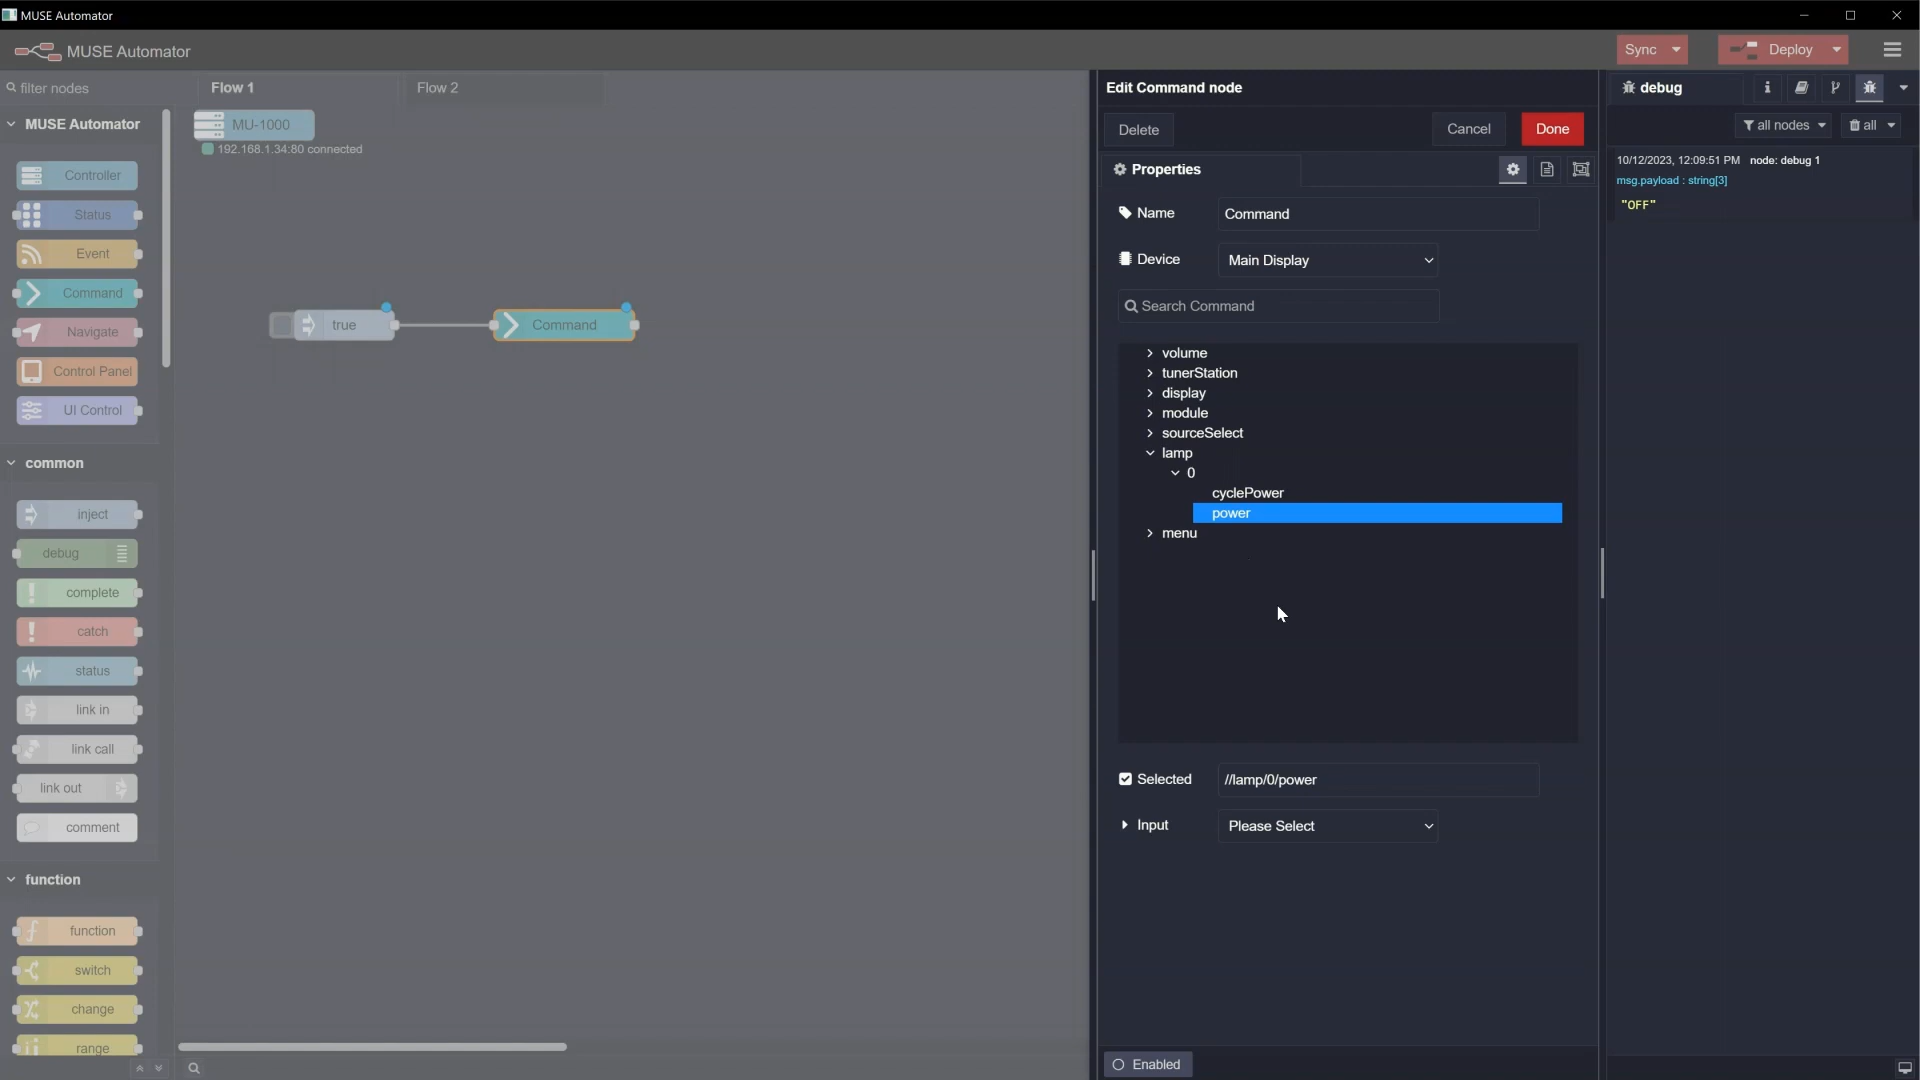 MUSE Automator
MUSE Automator
Sync
Deploy
filter nodes
Flow 1
Flow 2
MUSE Automator
Controller
Status
Event
Command
Navigate
Control Panel
UI Control
common
inject
debug
complete
catch
status
link in
link call
link out
comment
function
function
switch
change
range
MU-1000
192.168.1.34:80 connected
true
Command
Edit Command node
Delete
Cancel
Done
Properties
Name
Command
Device
Main Display
Search Command
volume
tunerStation
display
module
sourceSelect
lamp
0
cyclePower
power
menu
Selected
//lamp/0/power
Input
Please Select
Enabled
debug
all nodes
all
10/12/2023, 12:09:51 PM node: debug 1
msg.payload : string[3]
"OFF"